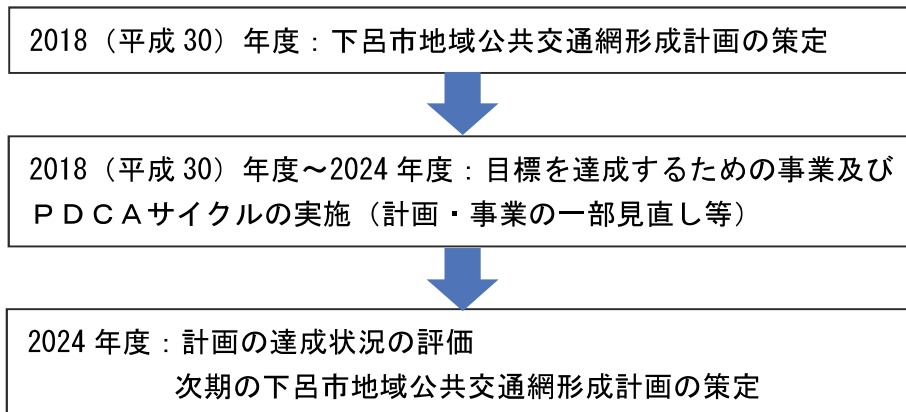 2018（平成 30）年度：下呂市地域公共交通網形成計画の策定
2018（平成 30）年度～2024 年度：目標を達成するための事業及び
ＰＤＣＡサイクルの実施（計画・事業の一部見直し等）
2024 年度：計画の達成状況の評価
次期の下呂市地域公共交通網形成計画の策定